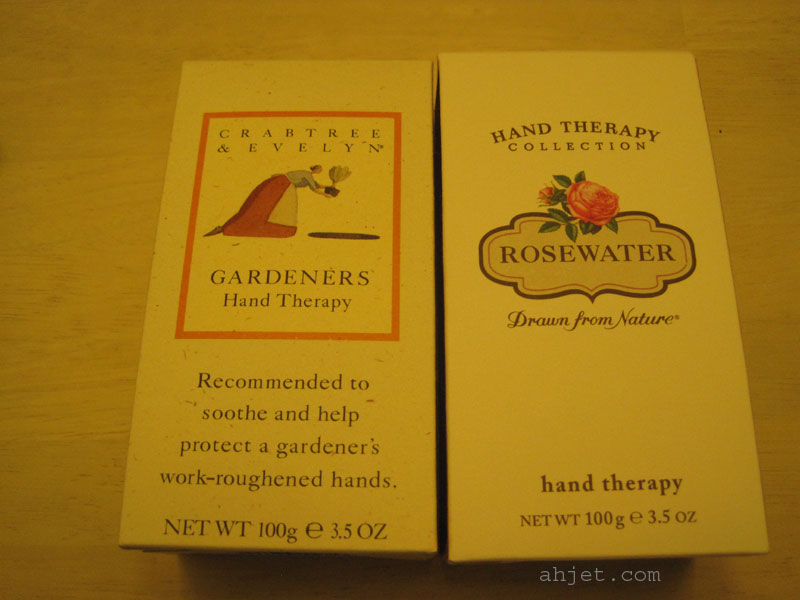 CRABTREE
& EVELYN®
GARDENERS
Hand Therapy
Recommended to
soothe and help
protect a gardener's
work-roughened hands.
NET WT 100g ℮ 3.5 OZ
HAND THERAPY
COLLECTION
ROSEWATER
Drawn from Nature®
hand therapy
NET WT 100g ℮ 3.5 OZ
ahjet.com